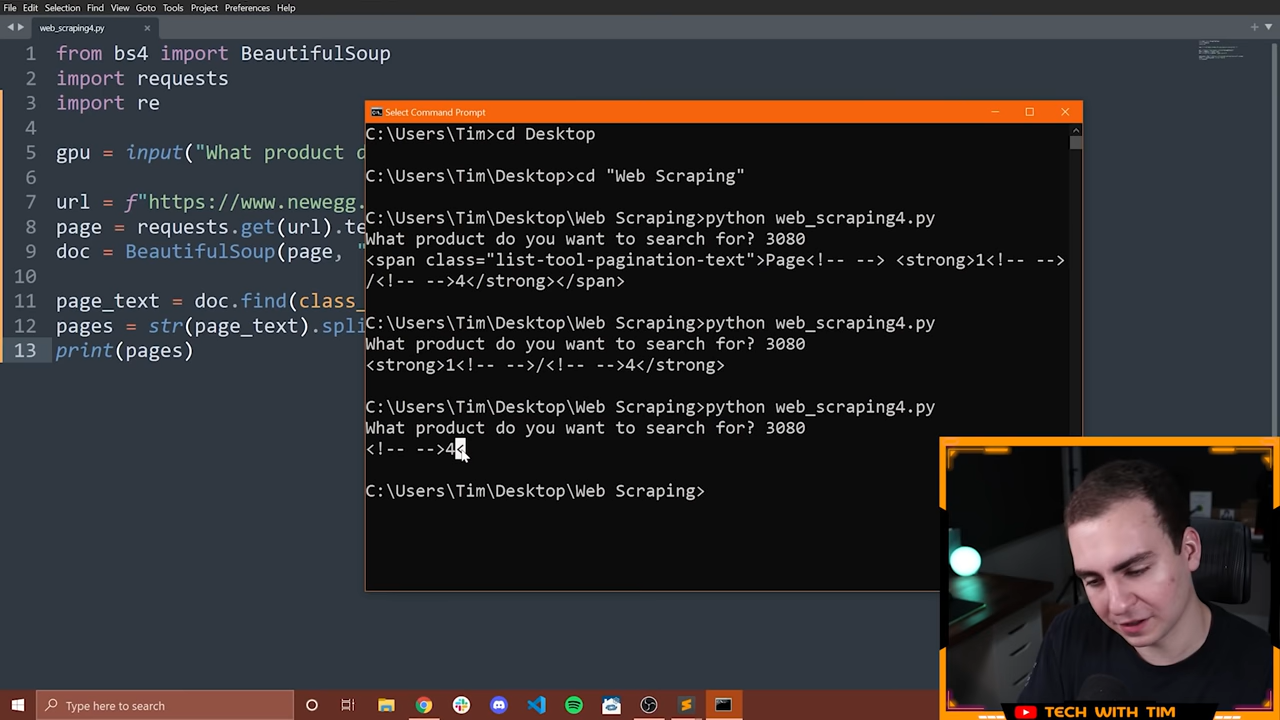 File Edit Selection Find View Goto Tools Project Preferences Help
web_scraping4.py
1 from bs4 import BeautifulSoup
2 import requests
3 import re
4
5 gpu = input("What product
6
7 url = f"https://www.newegg.
8 page = requests.get(url).te
9 doc = BeautifulSoup(page, "
10
11 page_text = doc.find(class_
12 pages = str(page_text).spli
13 print(pages)
Select Command Prompt
C:\Users\Tim>cd Desktop
C:\Users\Tim\Desktop>cd "Web Scraping"
C:\Users\Tim\Desktop\Web Scraping>python web_scraping4.py
What product do you want to search for? 3080
<span class="list-tool-pagination-text">Page<!-- --> <strong>1<!-- -->
/<!-- -->4</strong></span>
C:\Users\Tim\Desktop\Web Scraping>python web_scraping4.py
What product do you want to search for? 3080
<strong>1<!-- -->/<!-- -->4</strong>
C:\Users\Tim\Desktop\Web Scraping>python web_scraping4.py
What product do you want to search for? 3080
<!-- -->4<
C:\Users\Tim\Desktop\Web Scraping>
Type here to search
TECH WITH TIM